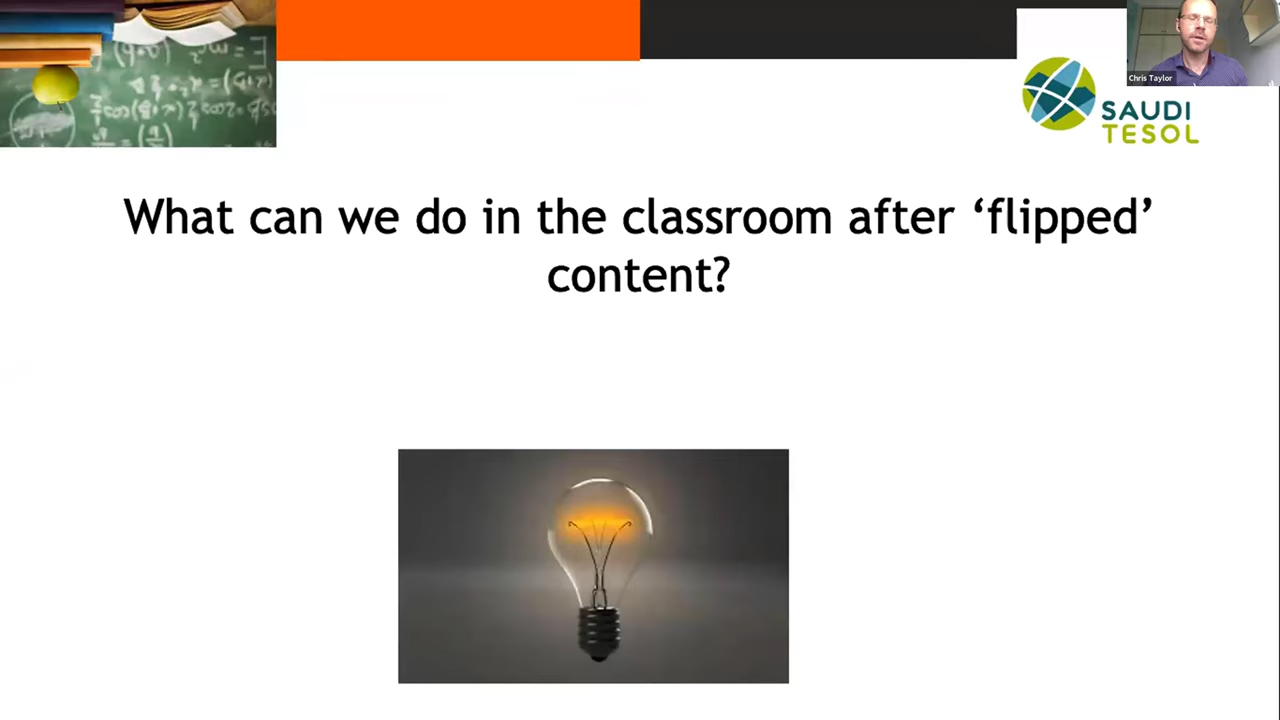 Chris Taylor
SAUDI
TESOL
What can we do in the classroom after ‘flipped’
content?